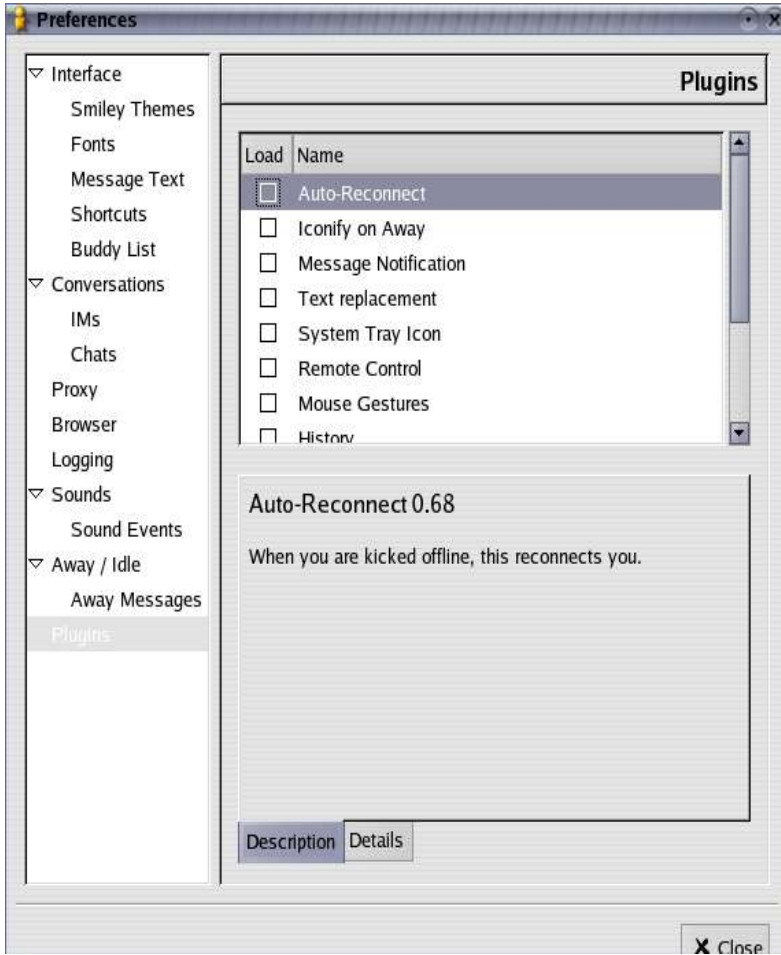 Preferences
Interface
Smiley Themes
Fonts
Message Text
Shortcuts
Buddy List
Conversations
IMs
Chats
Proxy
Browser
Logging
Sounds
Sound Events
Away / Idle
Away Messages
Plugins
Plugins
Load Name
Auto-Reconnect
Iconify on Away
Message Notification
Text replacement
System Tray Icon
Remote Control
Mouse Gestures
History
Auto-Reconnect 0.68
When you are kicked offline, this reconnects you.
Description Details
Close